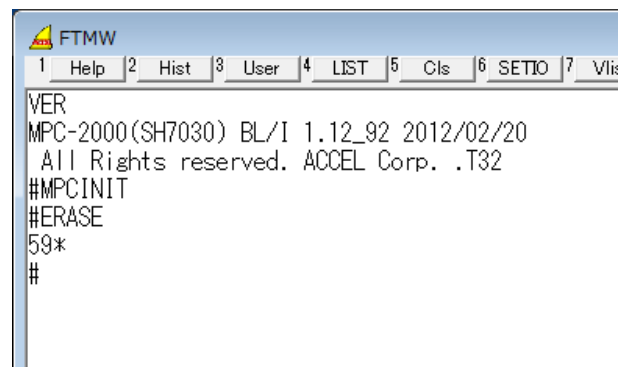 FTMW
1 Help 2 Hist 3 User 4 LIST 5 Cls 6 SETIO 7 Vlis
VER
MPC-2000(SH7030) BL/I 1.12_92 2012/02/20
All Rights reserved. ACCEL Corp. .T32
#MPCINIT
#ERASE
59*
#